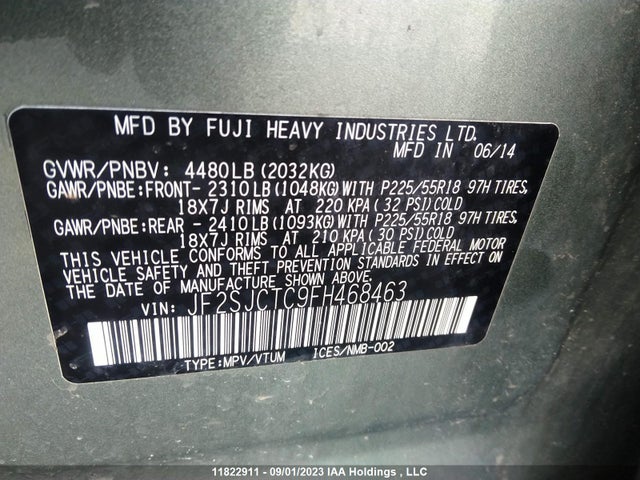 MFD BY FUJI HEAVY INDUSTRIES LTD.
MFD IN 06/14
GVWR/PNBV: 4480LB(2032KG)
GAWR/PNBE:FRONT- 2310LB(1048KG)WITH P225/55R18 97H TIRES,
18X7J RIMS AT 220 KPA(32 PSI)COLD
GAWR/PNBE:REAR - 2410LB(1093KG)WITH P225/55R18 97H TIRES,
18X7J RIMS AT 210 KPA(30 PSI)COLD
THIS VEHICLE CONFORMS TO ALL APPLICABLE FEDERAL MOTOR
VEHICLE SAFETY AND THEFT PREVENTION STANDARDS IN EFFECT ON
THE DATE OF MANUFACTURE SHOWN ABOVE.
VIN: JF2SJCTC9FH468463
TYPE:MPV/VTUM ICES/NMB-002
11822911 - 09/01/2023 IAA Holdings , LLC